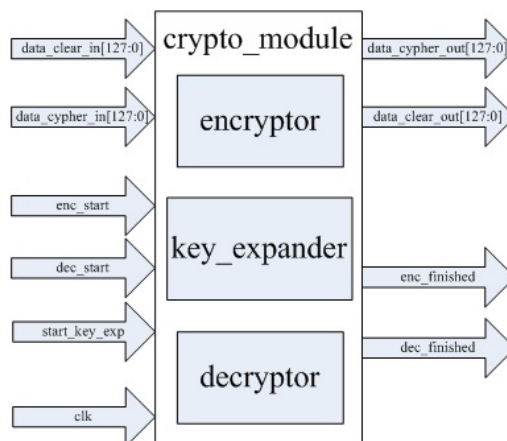 crypto_module
data_clear_in[127:0]
data_cypher_out[127:0]
data_cypher_in[127:0]
encryptor
data_clear_out[127:0]
enc_start
key_expander
dec_start
enc_finished
start_key_exp
dec_finished
decryptor
clk